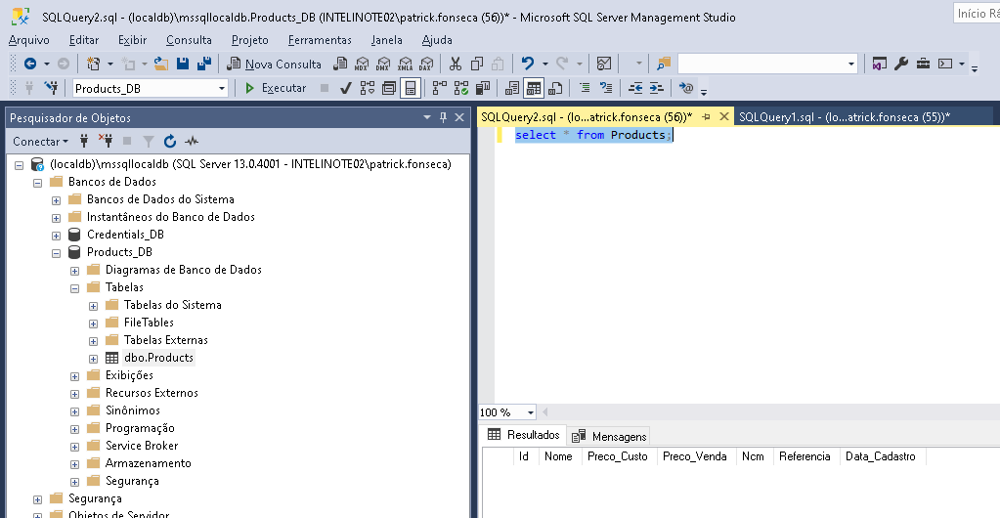 SQLQuery2.sql - (localdb)\mssqllocaldb.Products_DB (INTELINOTE02\patrick.fonseca (56))* - Microsoft SQL Server Management Studio
Início Rá
Arquivo Editar Exibir Consulta Projeto Ferramentas Janela Ajuda
Nova Consulta MDX DMX XMLA DAX
Products_DB Executar
Pesquisador de Objetos
SQLQuery2.sql - (lo...atrick.fonseca (56))* SQLQuery1.sql - (lo...atrick.fonseca (55))*
Conectar
select * from Products;
(localdb)\mssqllocaldb (SQL Server 13.0.4001 - INTELINOTE02\patrick.fonseca)
Bancos de Dados
Bancos de Dados do Sistema
Instantâneos do Banco de Dados
Credentials_DB
Products_DB
Diagramas de Banco de Dados
Tabelas
Tabelas do Sistema
FileTables
Tabelas Externas
dbo.Products
Exibições
Recursos Externos
Sinônimos
Programação
Service Broker
Armazenamento
Segurança
Segurança
Objetos de Servidor
100 %
Resultados Mensagens
Id Nome Preco_Custo Preco_Venda Ncm Referencia Data_Cadastro